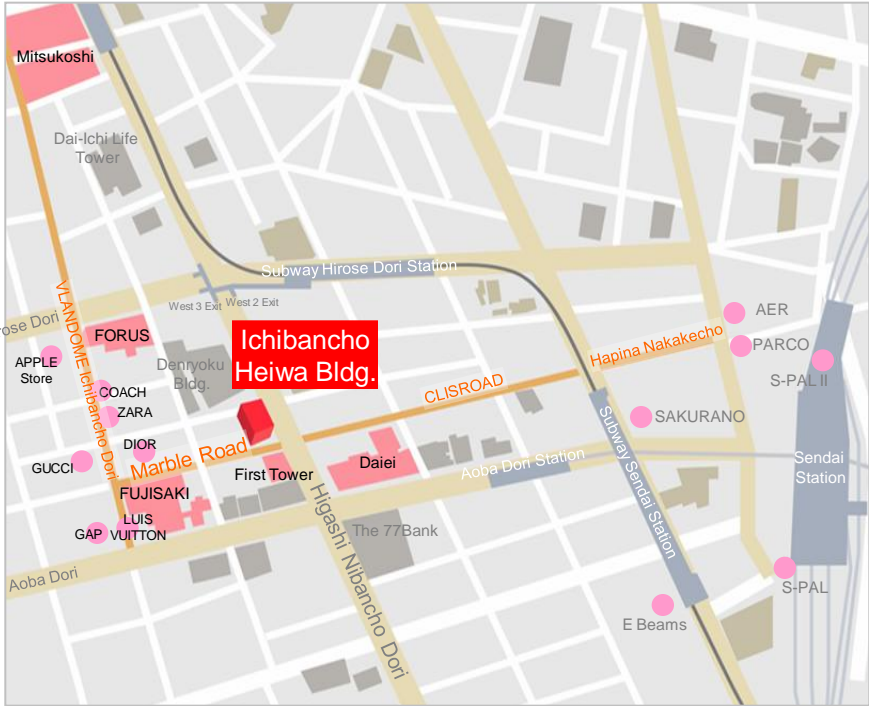 Mitsukoshi
Dai-Ichi Life
Tower
Subway Hirose Dori Station
West 3 Exit
West 2 Exit
VLANDOME Ichibancho Dori
rose Dori
FORUS
AER
Ichibancho
Heiwa Bldg.
Hapina Nakakecho
PARCO
APPLE
Store
Denryoku
Bldg.
S-PAL II
COACH
CLISROAD
ZARA
SAKURANO
DIOR
Marble Road
GUCCI
First Tower
Daiei
Aoba Dori Station
Subway Sendai Station
Sendai
Station
FUJISAKI
LUIS
VUITTON
GAP
Higashi Nibancho Dori
The 77Bank
Aoba Dori
S-PAL
E Beams